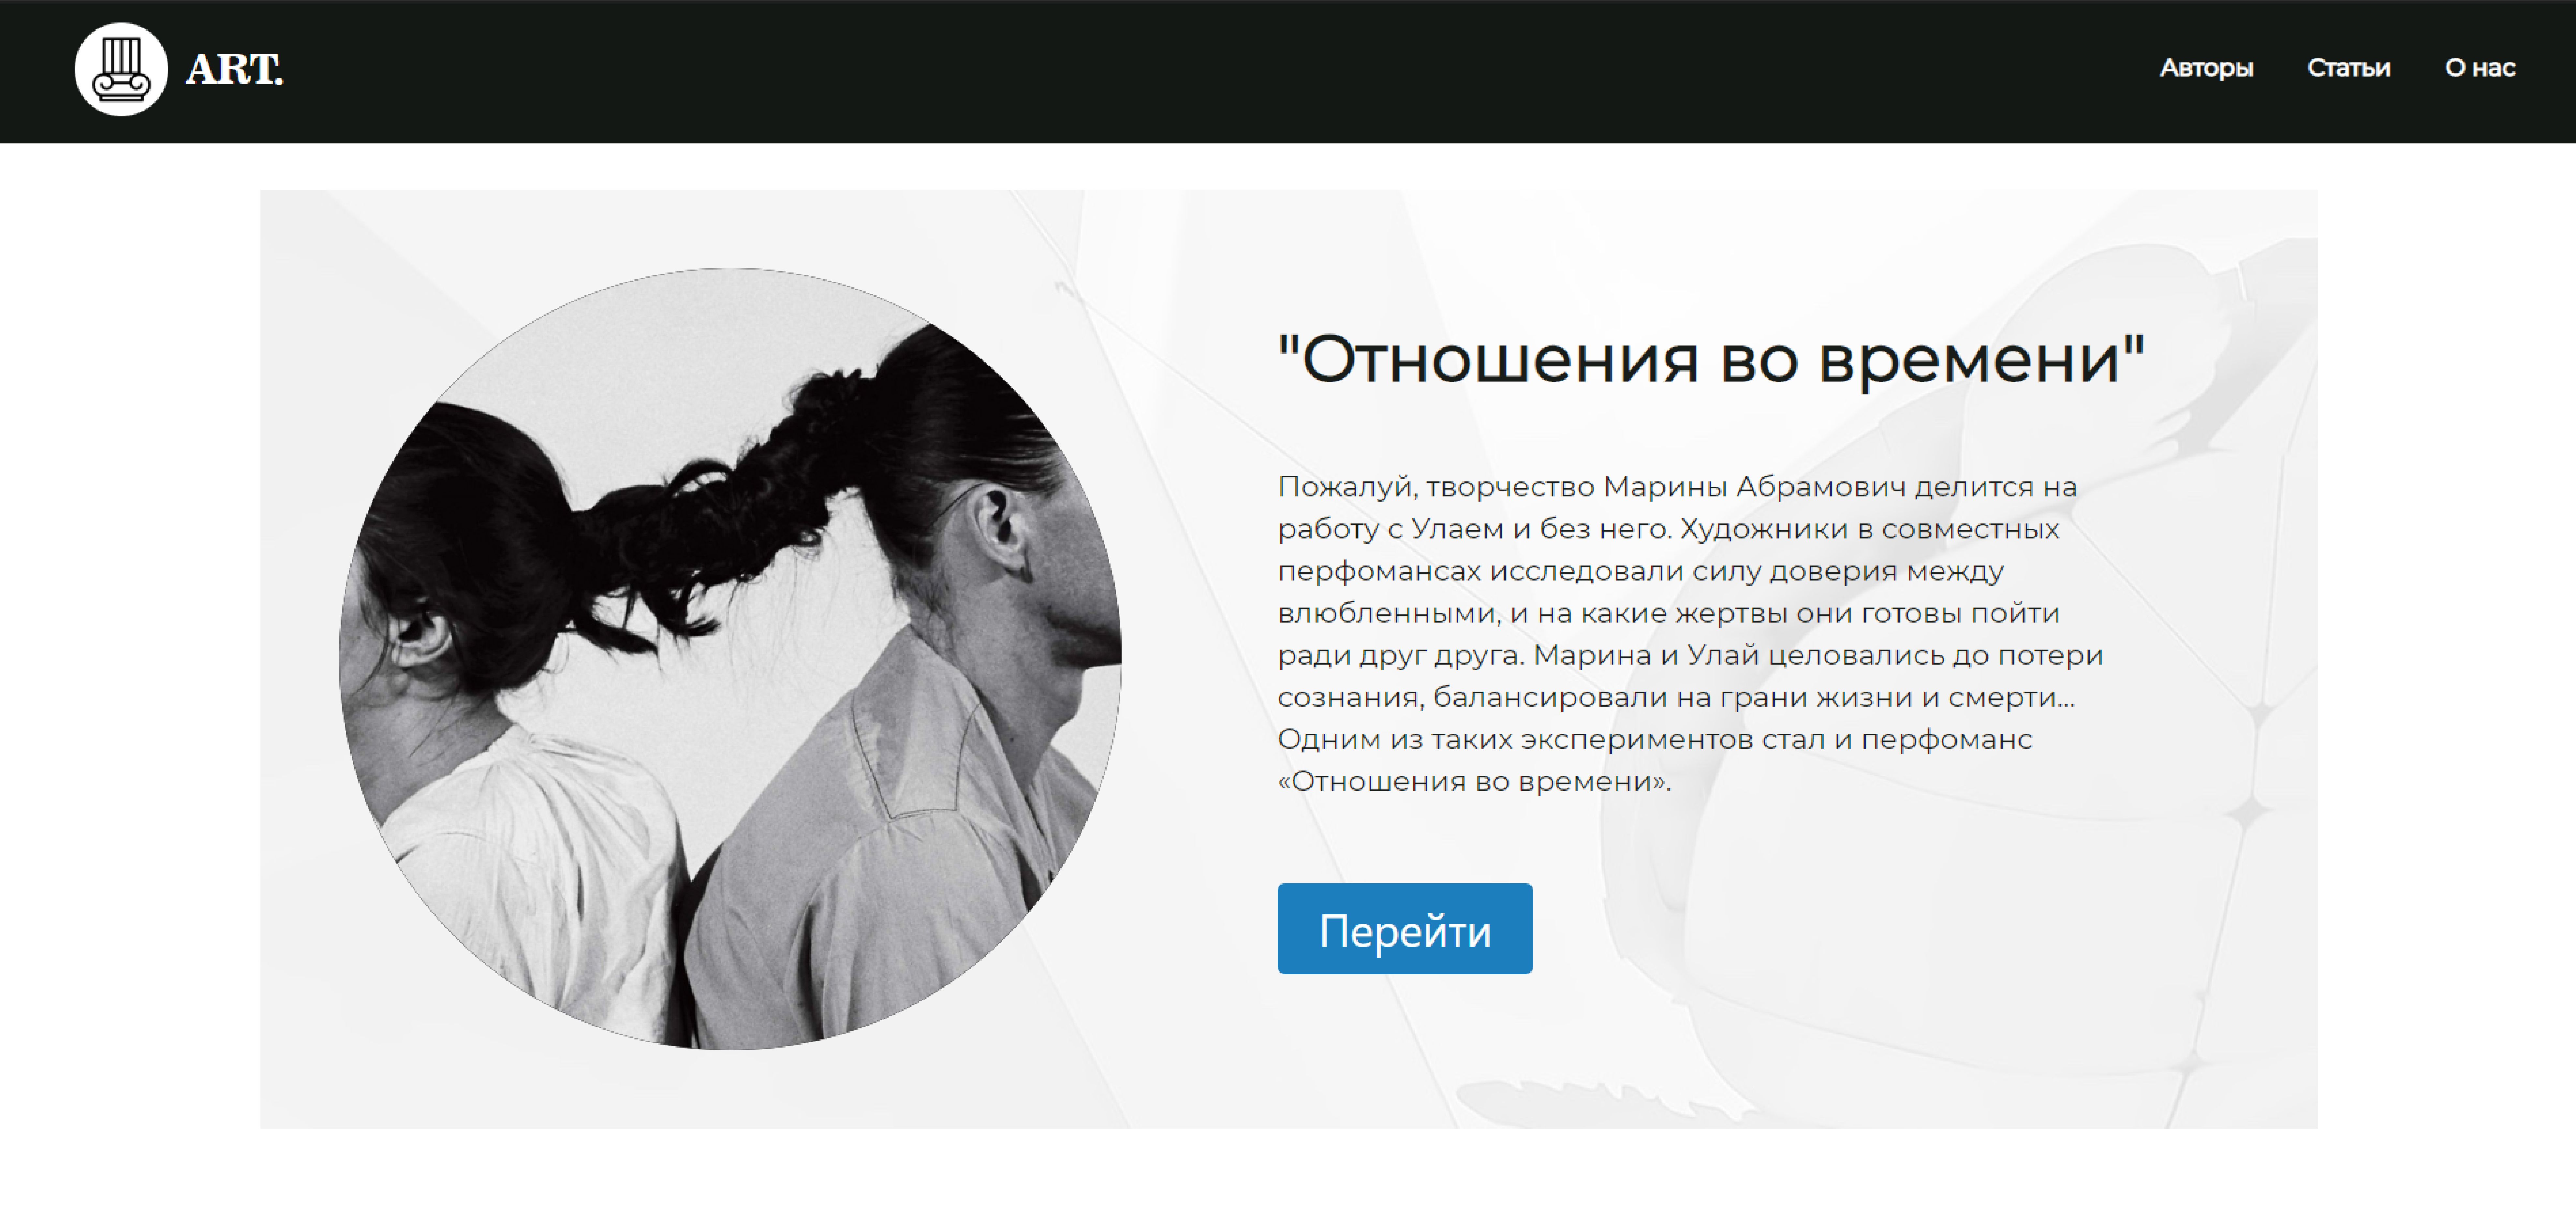 ART.
Авторы Статьи О нас
"Отношения во времени"
Пожалуй, творчество Марины Абрамович делится на
работу с Улаем и без него. Художники в совместных
перфомансах исследовали силу доверия между
влюбленными, и на какие жертвы они готовы пойти
ради друг друга. Марина и Улай целовались до потери
сознания, балансировали на грани жизни и смерти...
Одним из таких экспериментов стал и перфоманс
«Отношения во времени».
Перейти